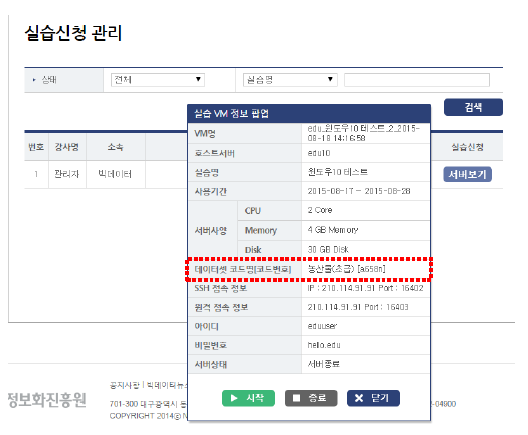 실습신청 관리
상태 전체 실습명
검색
번호 강사명 소속 실습신청
1 관리자 빅데이터 서버보기
실습 VM 정보 팝업
VM명 edu_윈도우10 테스트_2_2015-08-18 14:16:58
호스트서버 edu10
실습명 윈도우10 테스트
사용기간 2015-08-17 ~ 2015-08-28
서버사양 CPU 2 Core
Memory 4 GB Memory
Disk 30 GB Disk
데이터셋 코드명[코드번호] 농산물(초급) [a658n]
SSH 접속 정보 IP : 210.114.91.91 Port : 16402
원격 접속 정보 210.114.91.91 Port : 16403
아이디 eduuser
비밀번호 hello.edu
서버상태 서버종료
시작 종료 닫기
공지사항 | 빅데이터뉴스
정보화진흥원
701-300 대구광역시 동 2-04900
COPYRIGHT 2014ⓒ N